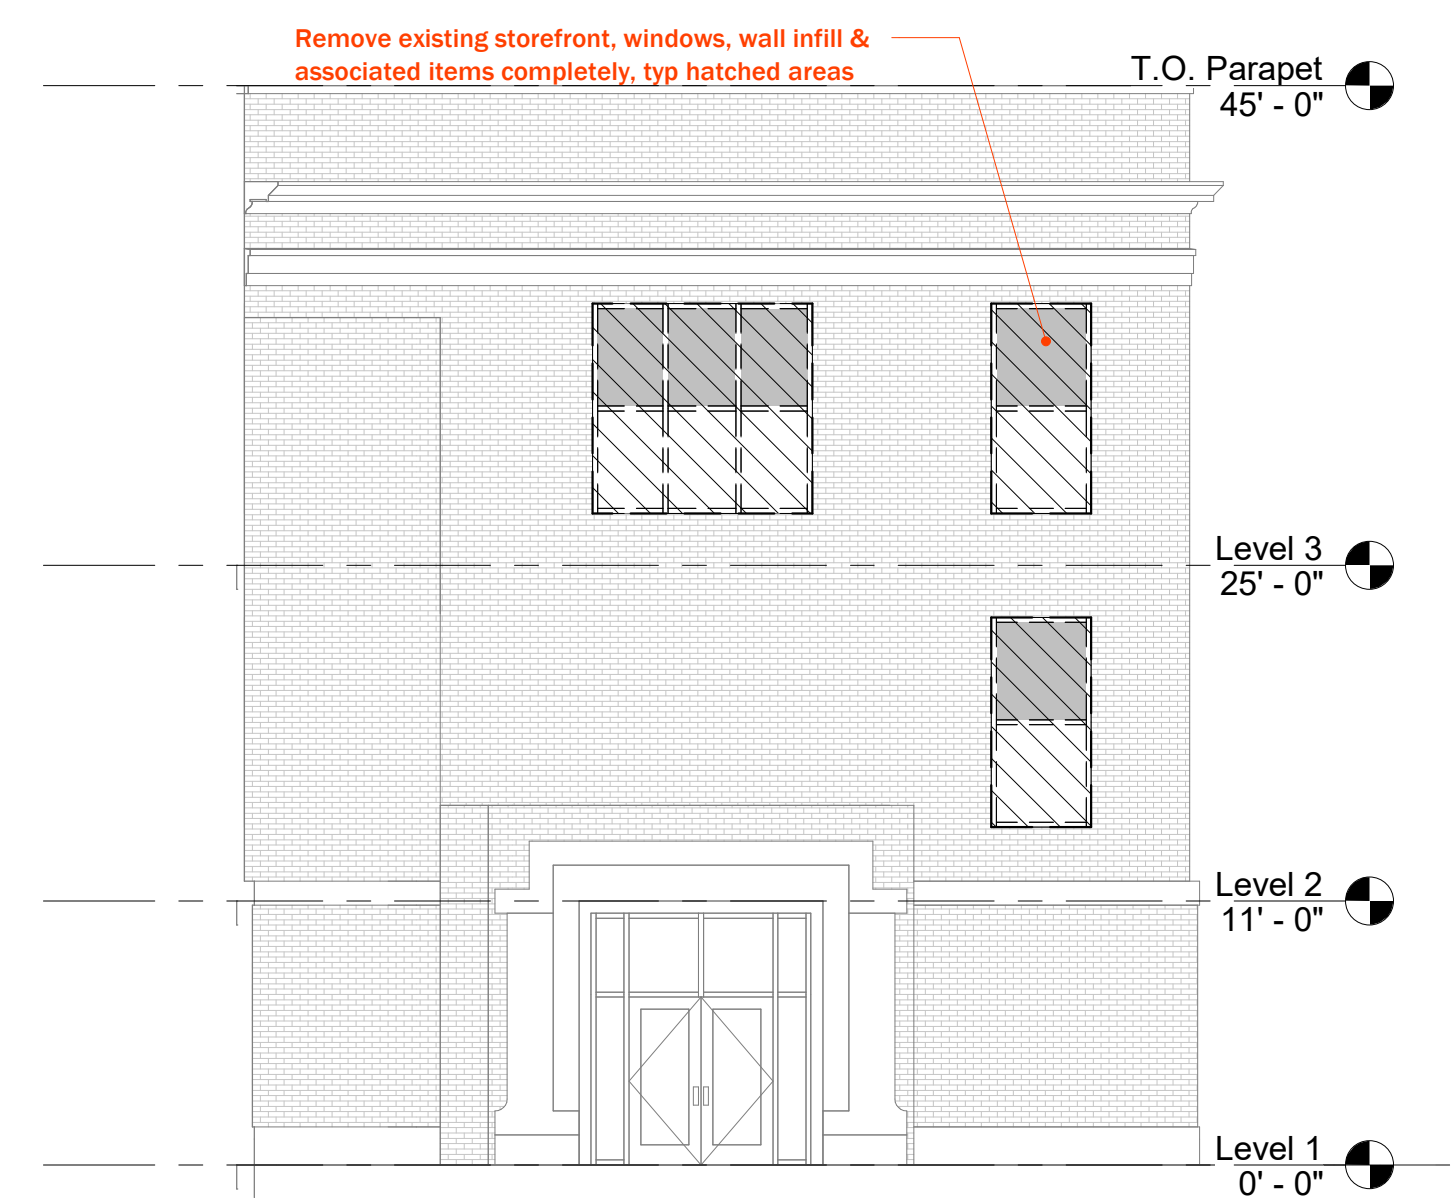 Remove existing storefront, windows, wall infill &
associated items completely, typ hatched areas
T.O. Parapet
45' - 0"
Level 3
25' - 0"
Level 2
11' - 0"
Level 1
0' - 0"